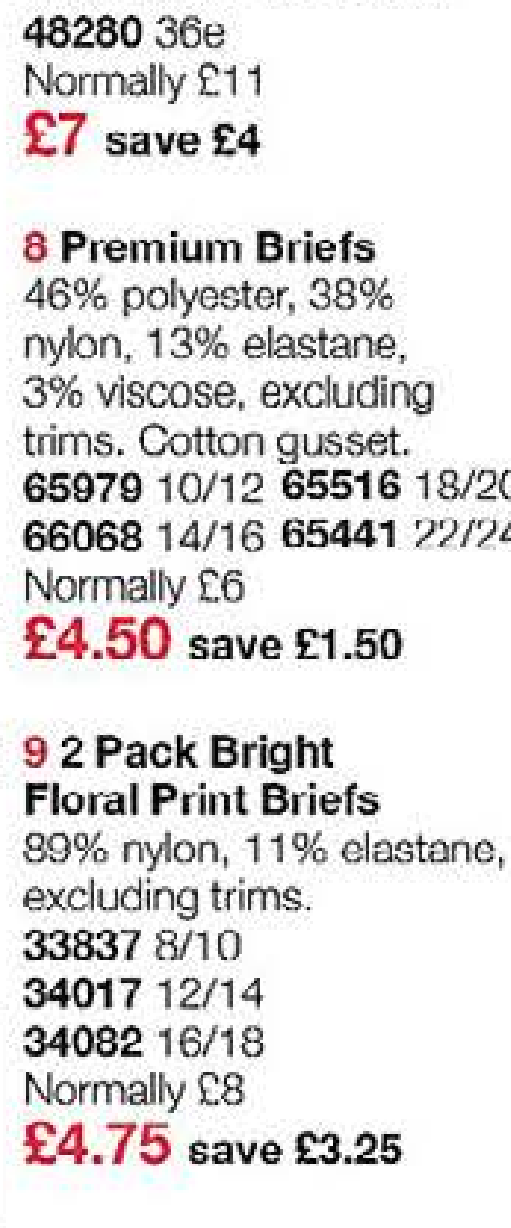 48280 36e
Normally £11
£7 save £4
8 Premium Briefs
46% polyester, 38%
nylon, 13% elastane,
3% viscose, excluding
trims. Cotton gusset.
65979 10/12 65516 18/20
66068 14/16 65441 22/24
Normally £6
£4.50 save £1.50
9 2 Pack Bright
Floral Print Briefs
89% nylon, 11% elastane,
excluding trims.
33837 8/10
34017 12/14
34082 16/18
Normally £8
£4.75 save £3.25